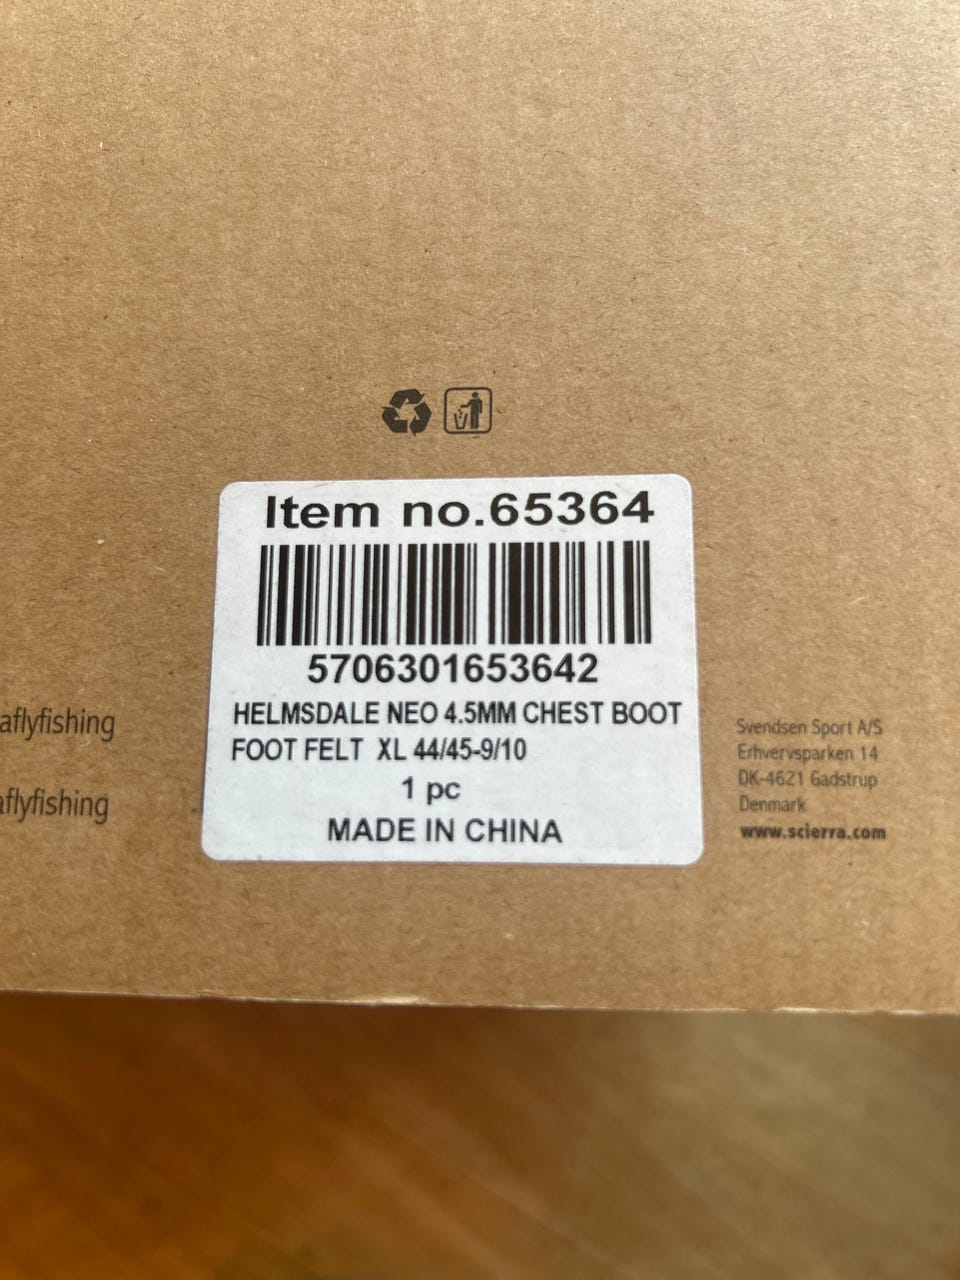 Item no.65364
5706301653642
HELMSDALE NEO 4.5MM CHEST BOOT
FOOT FELT XL 44/45-9/10
1 pc
MADE IN CHINA
aflyfishing
aflyfishing
Svendsen Sport A/S
Erhvervsparken 14
DK-4621 Gadstrup
Denmark
www.scierra.com